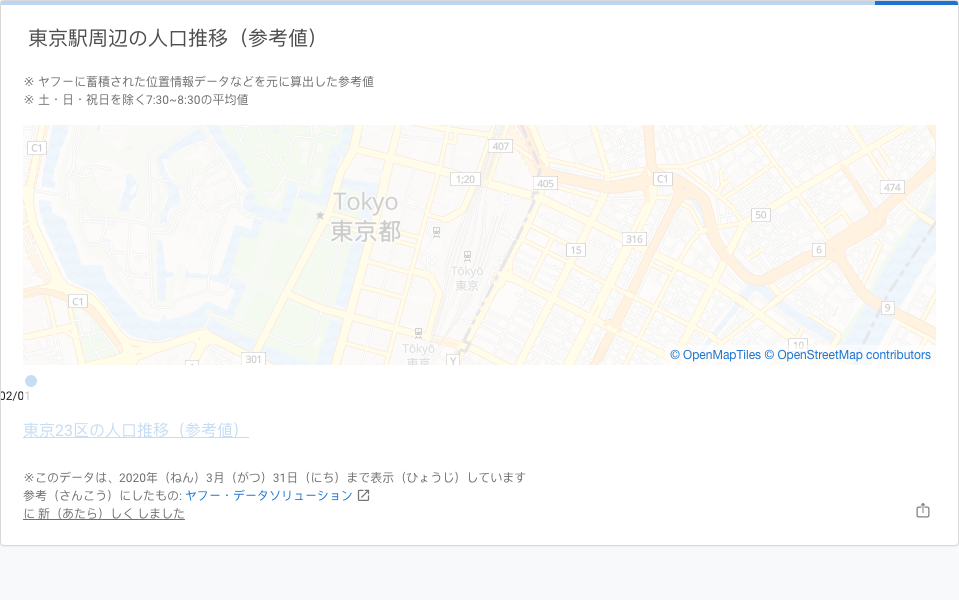 東京駅周辺の人口推移（参考値）
※ ヤフーに蓄積された位置情報データなどを元に算出した参考値
※ 土・日・祝日を除く7:30~8:30の平均値
C1
407
1;20
405
C1
474
Tokyo
東京都
50
316
15
6
Tōkyō
東京
C1
9
301
Tōkyō
東京
Y
10
© OpenMapTiles © OpenStreetMap contributors
02/01
東京23区の人口推移（参考値）
※このデータは、2020年（ねん）3月（がつ）31日（にち）まで表示（ひょうじ）しています
参考（さんこう）にしたもの: ヤフー・データソリューション
に 新（あたら）しく しました